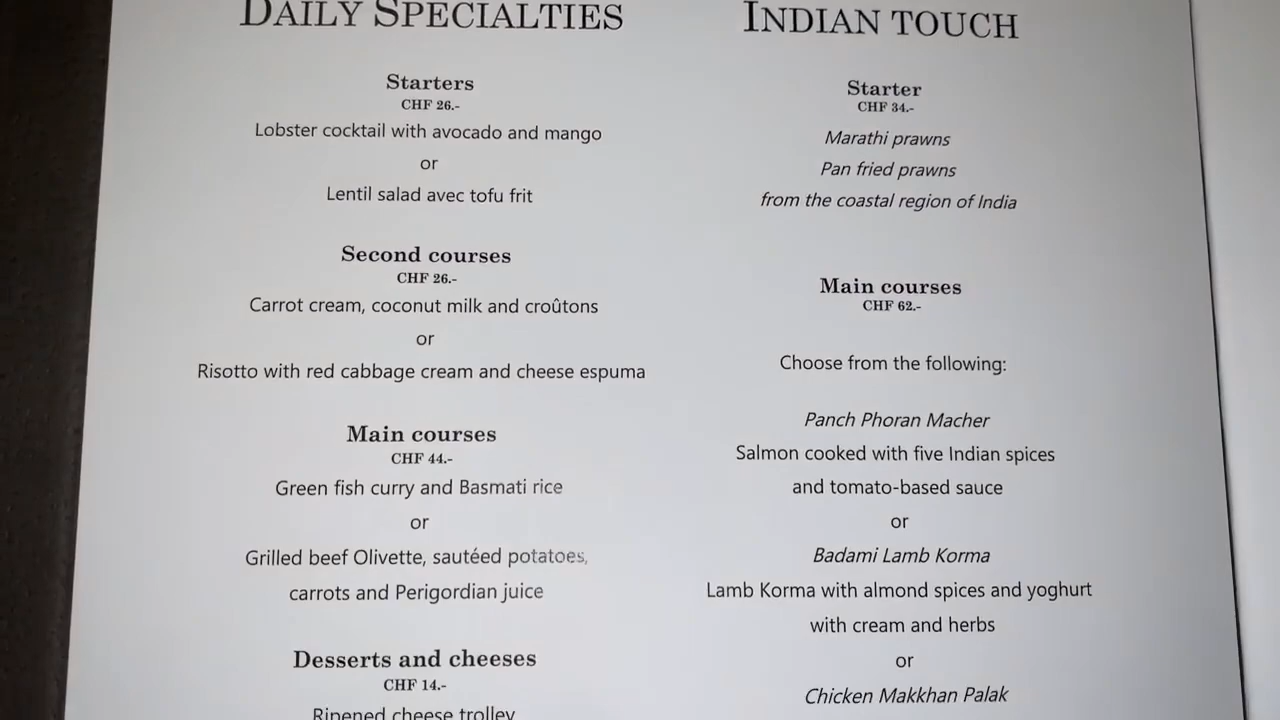 DAILY SPECIALTIES
Starters
CHF 26.-
Lobster cocktail with avocado and mango
or
Lentil salad avec tofu frit
Second courses
CHF 26.-
Carrot cream, coconut milk and croûtons
or
Risotto with red cabbage cream and cheese espuma
Main courses
CHF 44.-
Green fish curry and Basmati rice
or
Grilled beef Olivette, sautéed potatoes,
carrots and Perigordian juice
Desserts and cheeses
CHF 14.-
Ripened cheese trolley
INDIAN TOUCH
Starter
CHF 34.-
Marathi prawns
Pan fried prawns
from the coastal region of India
Main courses
CHF 62.-
Choose from the following:
Panch Phoran Macher
Salmon cooked with five Indian spices
and tomato-based sauce
or
Badami Lamb Korma
Lamb Korma with almond spices and yoghurt
with cream and herbs
or
Chicken Makkhan Palak